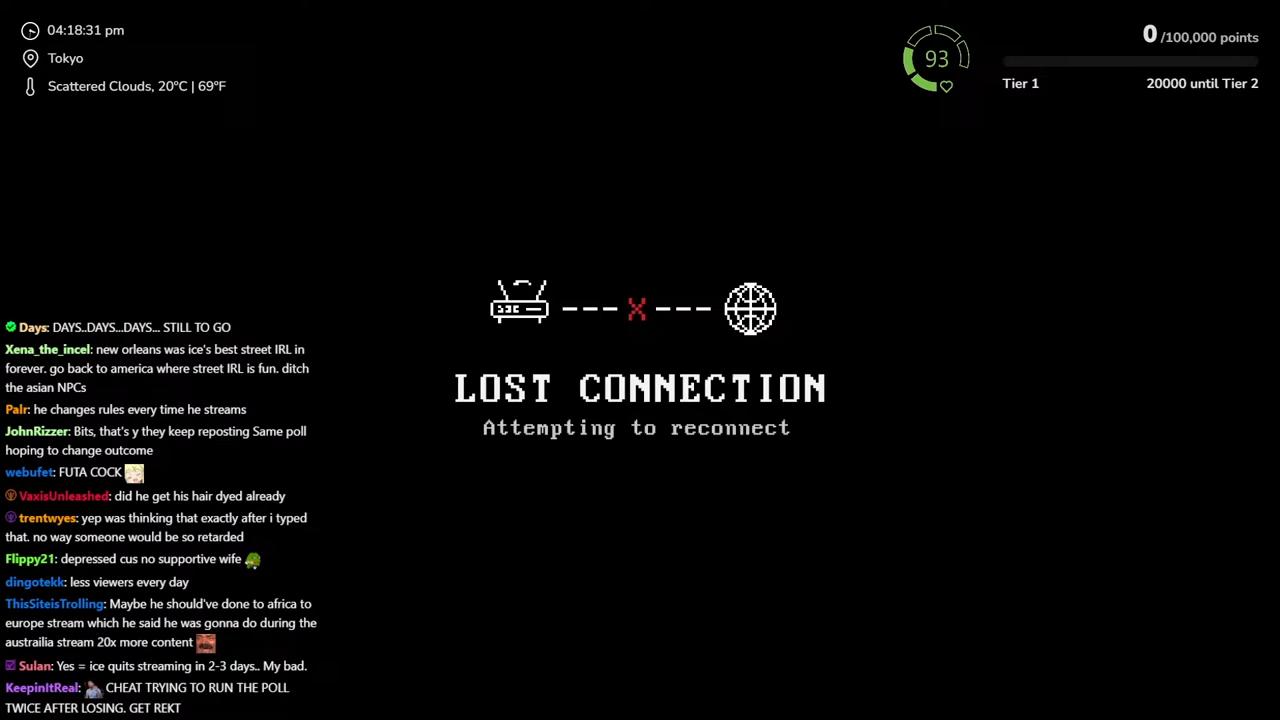 04:18:31 pm
Tokyo
Scattered Clouds, 20°C | 69°F
93
0 /100,000 points
Tier 1
20000 until Tier 2
LOST CONNECTION
Attempting to reconnect
Days: DAYS..DAYS...DAYS... STILL TO GO
Xena_the_incel: new orleans was ice's best street IRL in
forever. go back to america where street IRL is fun. ditch
the asian NPCs
Palr: he changes rules every time he streams
JohnRizzer: Bits, that's y they keep reposting Same poll
hoping to change outcome
webufet: FUTA COCK
VaxisUnleashed: did he get his hair dyed already
trentwyes: yep was thinking that exactly after i typed
that. no way someone would be so retarded
Flippy21: depressed cus no supportive wife
dingotekk: less viewers every day
ThisSiteisTrolling: Maybe he should've done to africa to
europe stream which he said he was gonna do during the
austrailia stream 20x more content
Sulan: Yes = ice quits streaming in 2-3 days.. My bad.
KeepinItReal: CHEAT TRYING TO RUN THE POLL
TWICE AFTER LOSING. GET REKT